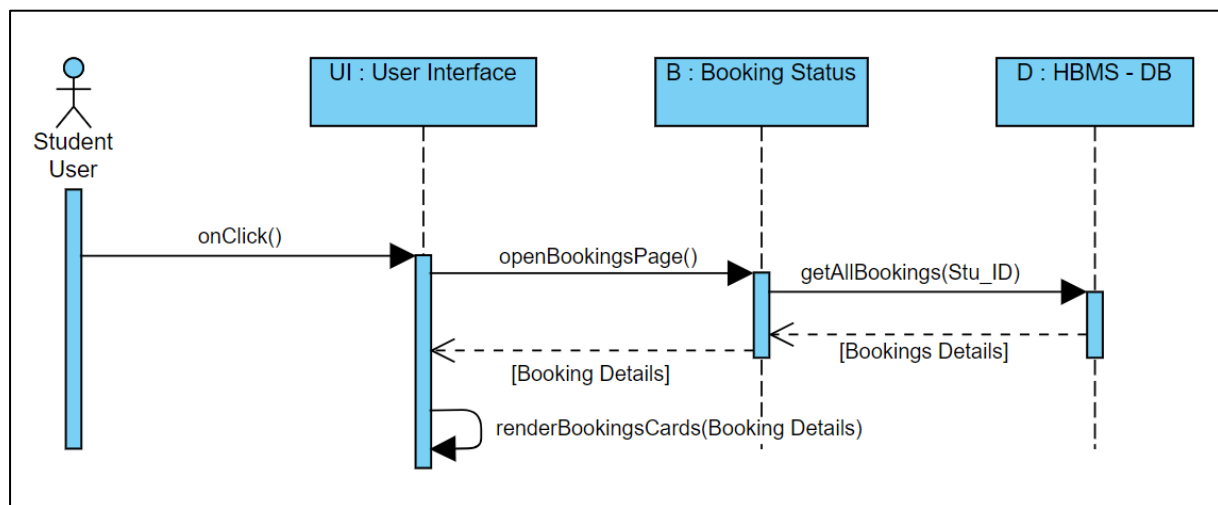 UI : User Interface
B : Booking Status
D : HBMS - DB
Student
User
onClick()
openBookingsPage()
getAllBookings(Stu_ID)
[Bookings Details]
[Booking Details]
renderBookingsCards(Booking Details)